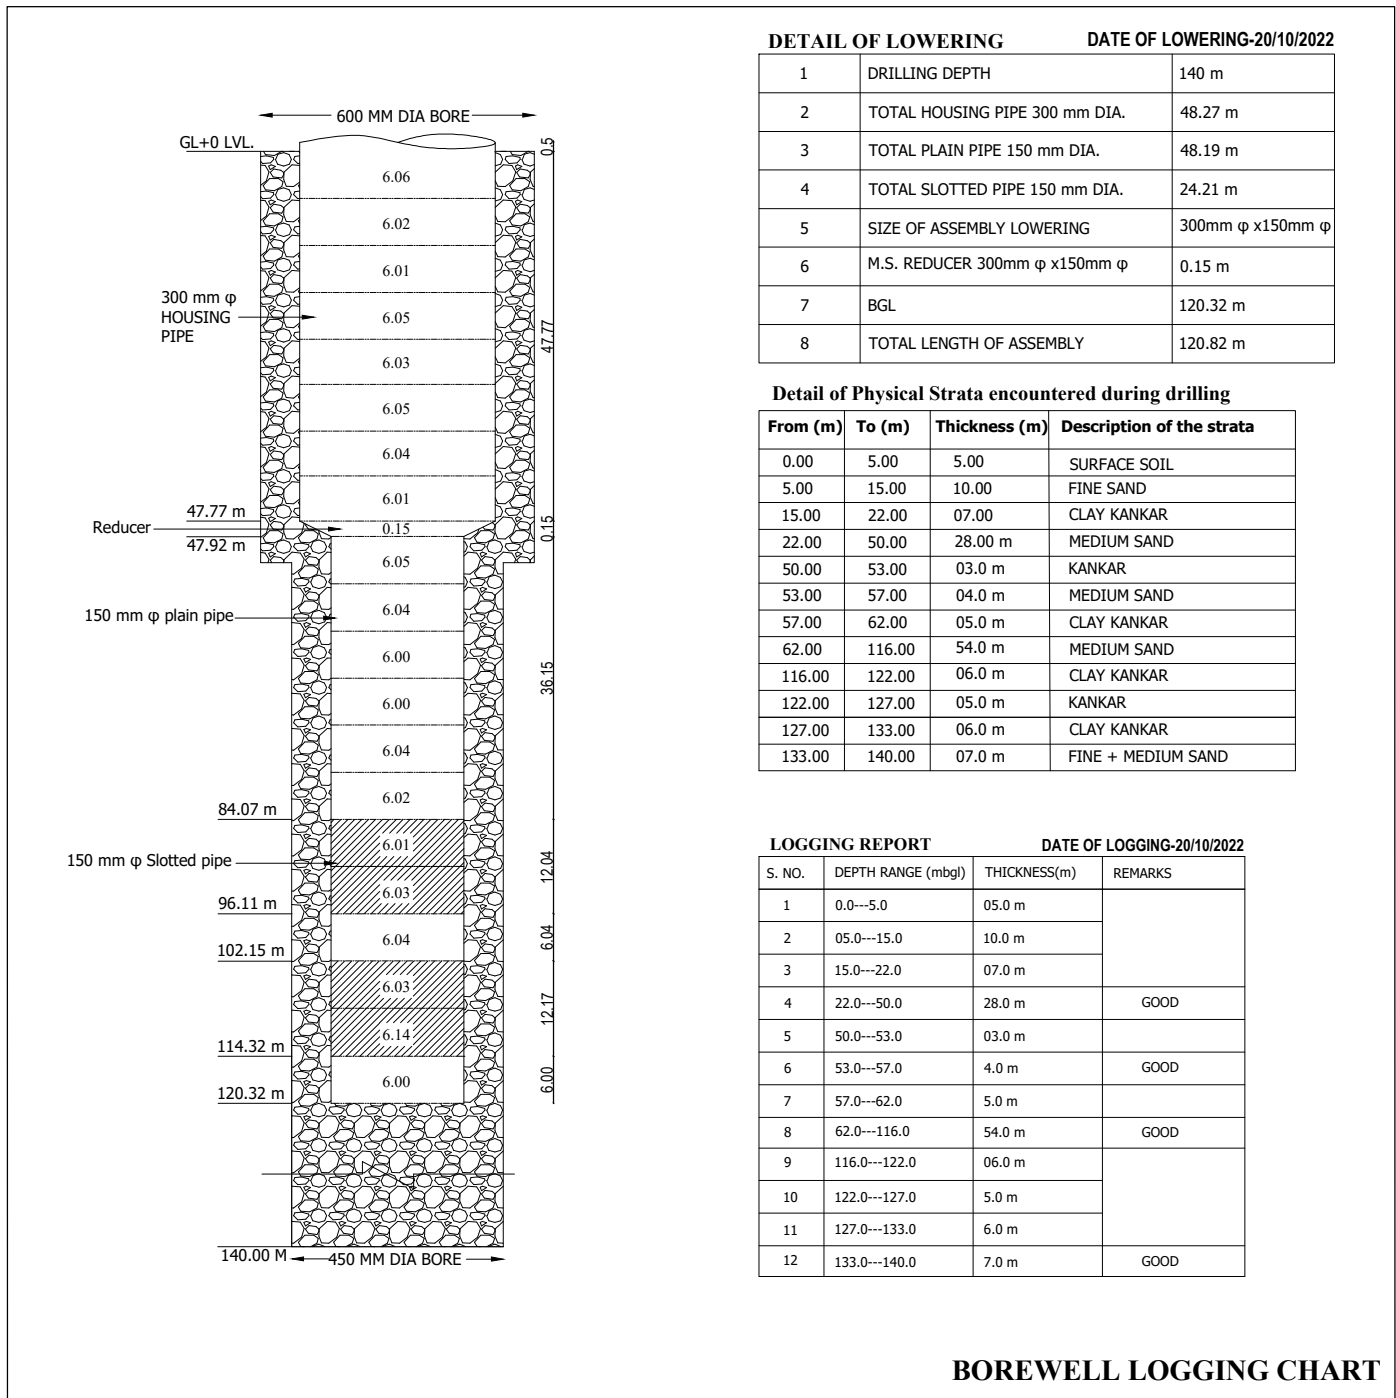 600 MM DIA BORE
GL+0 LVL.
0.5
6.06
6.02
6.01
300 mm φ
HOUSING
PIPE
6.05
47.77
6.03
6.05
6.04
6.01
47.77 m
Reducer
0.15
0.15
47.92 m
6.05
150 mm φ plain pipe
6.04
6.00
36.15
6.00
6.04
6.02
84.07 m
6.01
150 mm φ Slotted pipe
12.04
6.03
96.11 m
6.04
6.04
102.15 m
6.03
12.17
6.14
114.32 m
6.00
6.00
120.32 m
140.00 M
450 MM DIA BORE
DETAIL OF LOWERING DATE OF LOWERING-20/10/2022
1 DRILLING DEPTH 140 m
2 TOTAL HOUSING PIPE 300 mm DIA. 48.27 m
3 TOTAL PLAIN PIPE 150 mm DIA. 48.19 m
4 TOTAL SLOTTED PIPE 150 mm DIA. 24.21 m
5 SIZE OF ASSEMBLY LOWERING 300mm φ x150mm φ
6 M.S. REDUCER 300mm φ x150mm φ 0.15 m
7 BGL 120.32 m
8 TOTAL LENGTH OF ASSEMBLY 120.82 m
Detail of Physical Strata encountered during drilling
From (m) To (m) Thickness (m) Description of the strata
0.00 5.00 5.00 SURFACE SOIL
5.00 15.00 10.00 FINE SAND
15.00 22.00 07.00 CLAY KANKAR
22.00 50.00 28.00 m MEDIUM SAND
50.00 53.00 03.0 m KANKAR
53.00 57.00 04.0 m MEDIUM SAND
57.00 62.00 05.0 m CLAY KANKAR
62.00 116.00 54.0 m MEDIUM SAND
116.00 122.00 06.0 m CLAY KANKAR
122.00 127.00 05.0 m KANKAR
127.00 133.00 06.0 m CLAY KANKAR
133.00 140.00 07.0 m FINE + MEDIUM SAND
LOGGING REPORT DATE OF LOGGING-20/10/2022
S. NO. DEPTH RANGE (mbgl) THICKNESS(m) REMARKS
1 0.0---5.0 05.0 m
2 05.0---15.0 10.0 m
3 15.0---22.0 07.0 m
4 22.0---50.0 28.0 m GOOD
5 50.0---53.0 03.0 m
6 53.0---57.0 4.0 m GOOD
7 57.0---62.0 5.0 m
8 62.0---116.0 54.0 m GOOD
9 116.0---122.0 06.0 m
10 122.0---127.0 5.0 m
11 127.0---133.0 6.0 m
12 133.0---140.0 7.0 m GOOD
BOREWELL LOGGING CHART